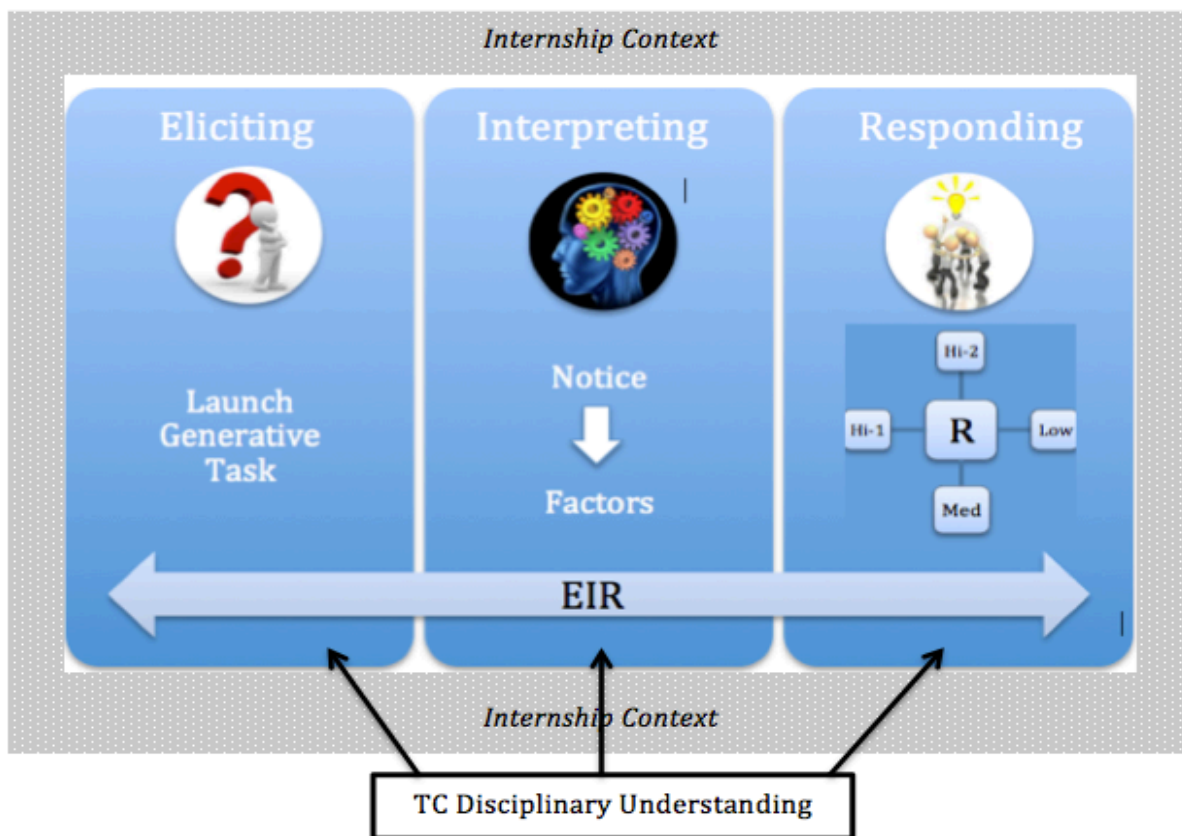 Internship Context
Eliciting
Launch
Generative
Task
Interpreting
Notice
Factors
Responding
Hi-2
Hi-1
R
Low
Med
EIR
Internship Context
TC Disciplinary Understanding